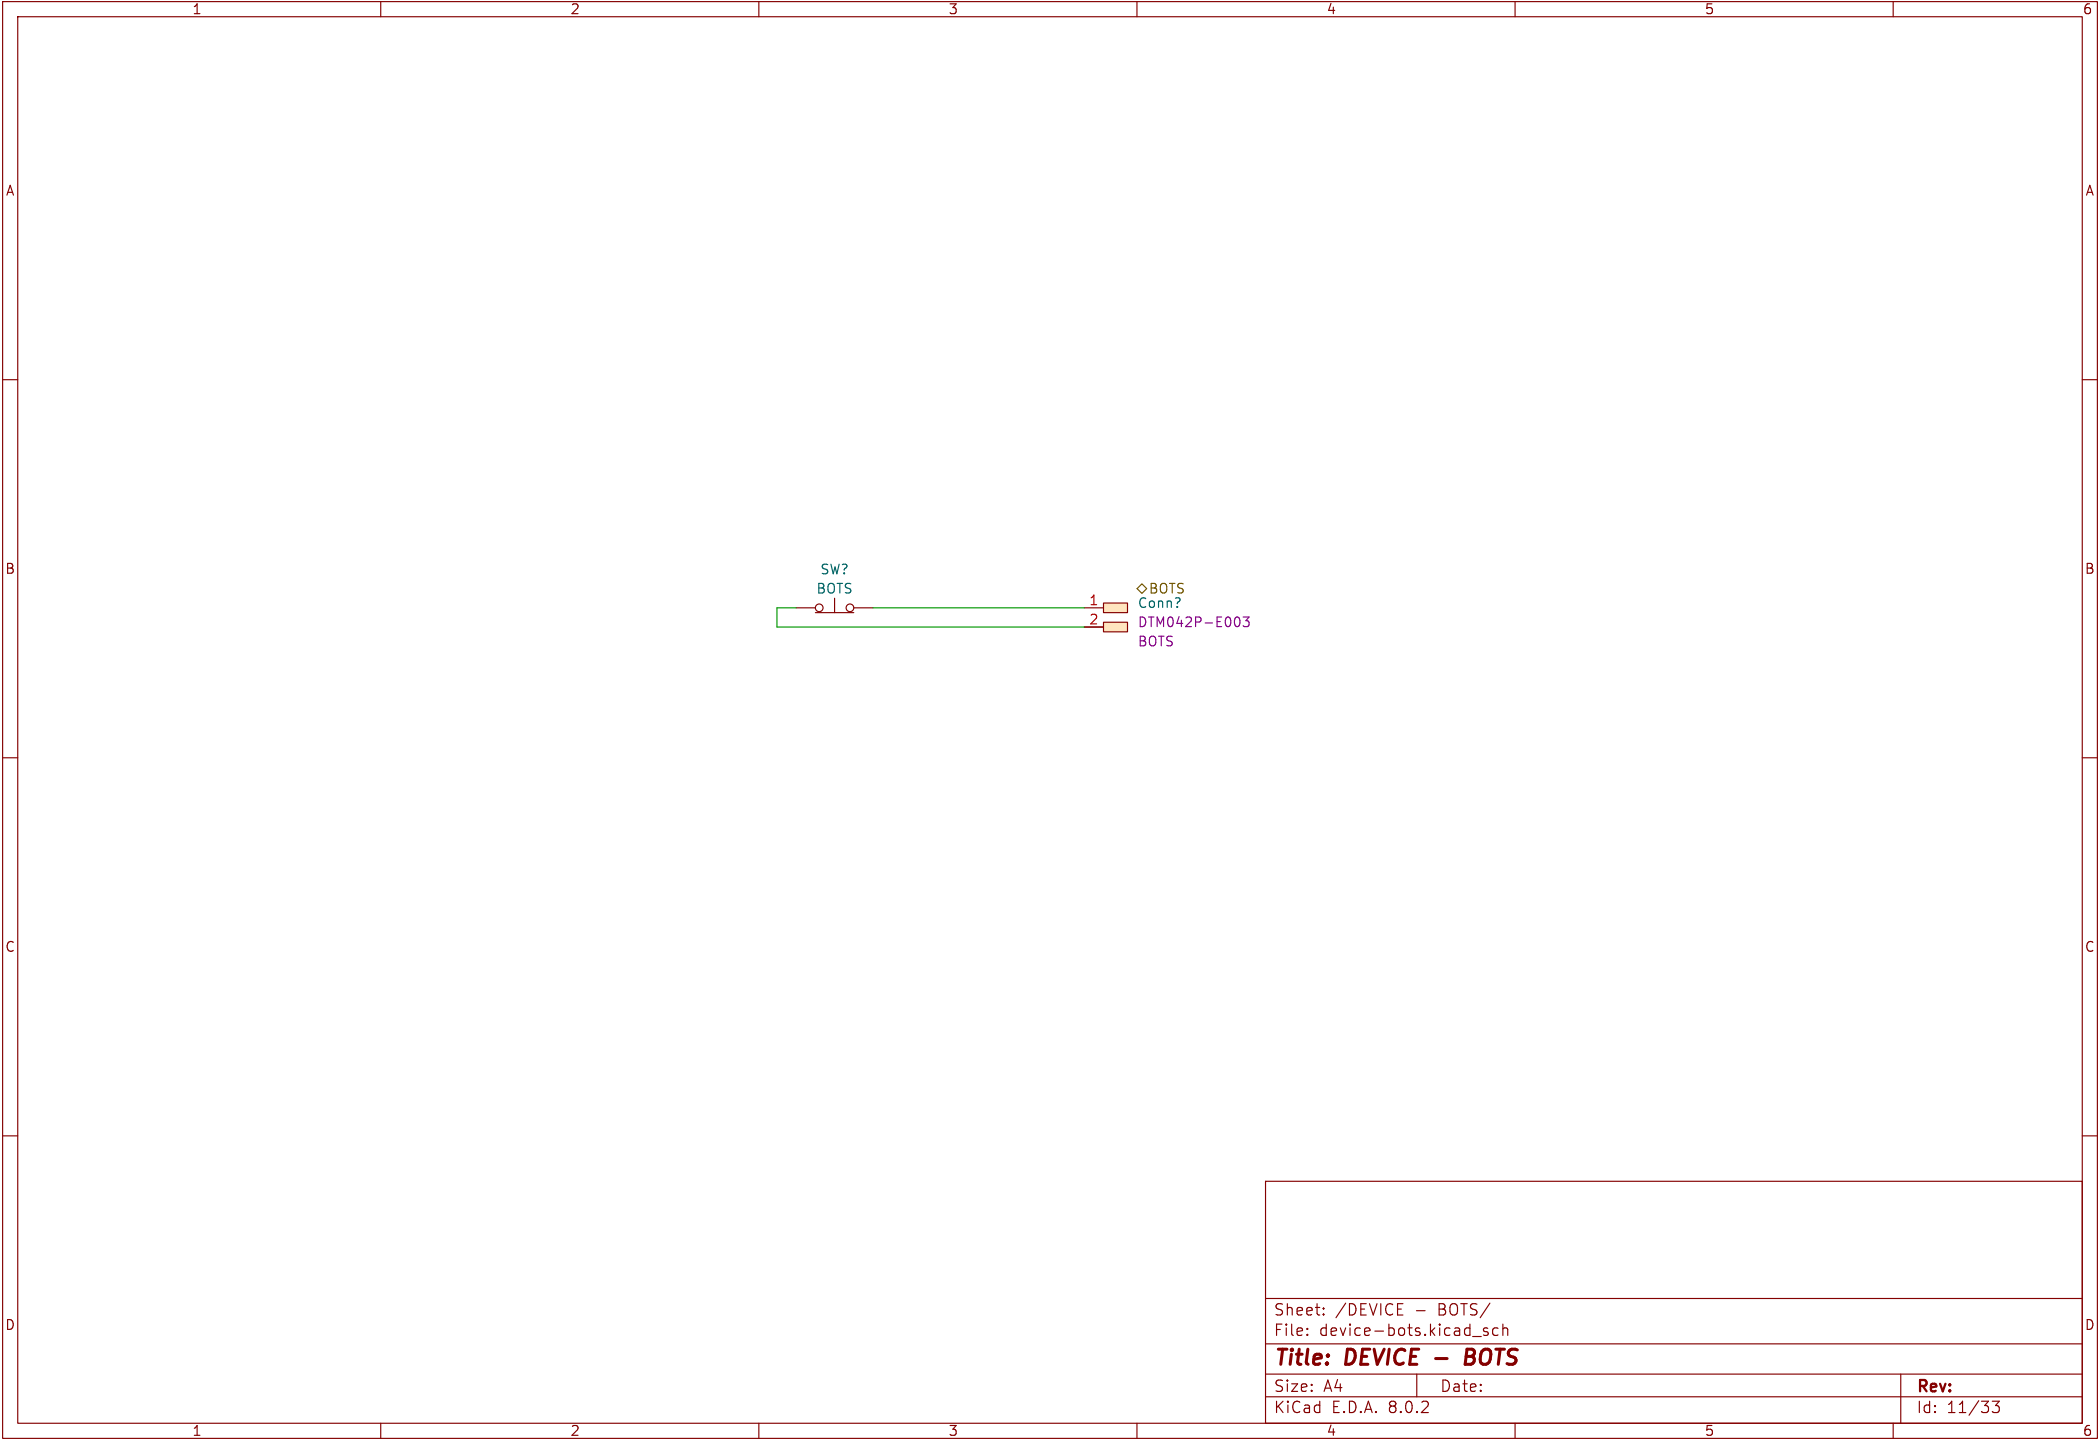 1 2 3 4 5 6
A A
B B
C C
D D
SW?
BOTS
1
2
BOTS
Conn?
DTM042P-E003
BOTS
Sheet: /DEVICE - BOTS/
File: device-bots.kicad_sch
Title: DEVICE - BOTS
Size: A4 Date: Rev:
KiCad E.D.A. 8.0.2 Id: 11/33
1 2 3 4 5 6